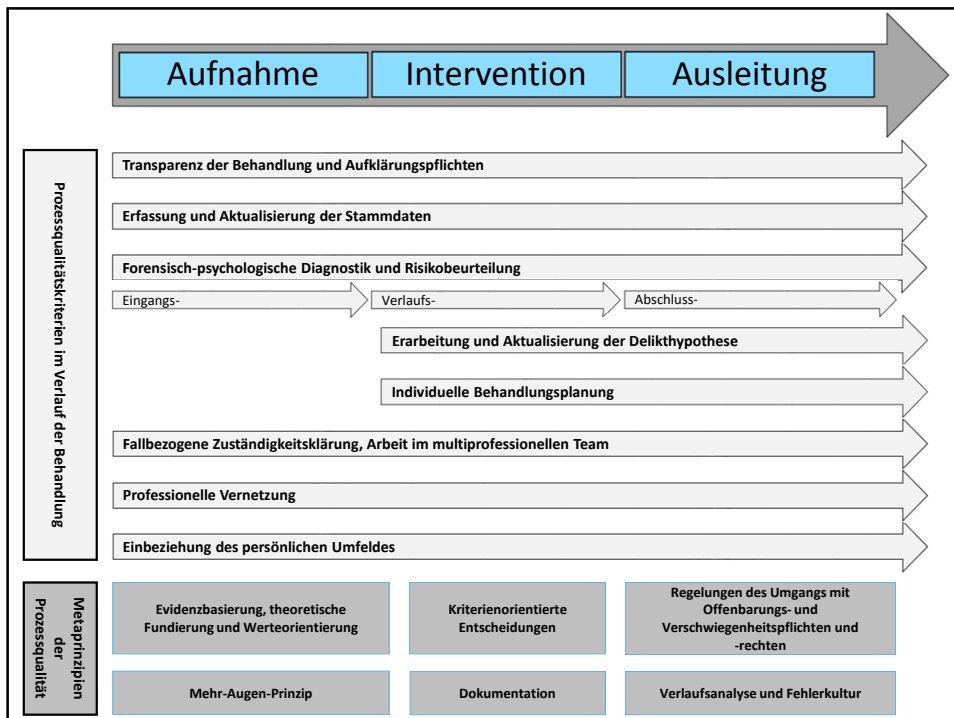 Aufnahme
Intervention
Ausleitung
Prozessqualitätskriterien im Verlauf der Behandlung
Transparenz der Behandlung und Aufklärungspflichten
Erfassung und Aktualisierung der Stammdaten
Forensisch-psychologische Diagnostik und Risikobeurteilung
Eingangs-
Verlaufs-
Abschluss-
Erarbeitung und Aktualisierung der Delikthypothese
Individuelle Behandlungsplanung
Fallbezogene Zuständigkeitsklärung, Arbeit im multiprofessionellen Team
Professionelle Vernetzung
Einbeziehung des persönlichen Umfeldes
Metaprinzipien
der
Prozessqualität
Evidenzbasierung, theoretische
Fundierung und Werteorientierung
Kriterienorientierte
Entscheidungen
Regelungen des Umgangs mit
Offenbarungs- und
Verschwiegenheitspflichten und
-rechten
Mehr-Augen-Prinzip
Dokumentation
Verlaufsanalyse und Fehlerkultur